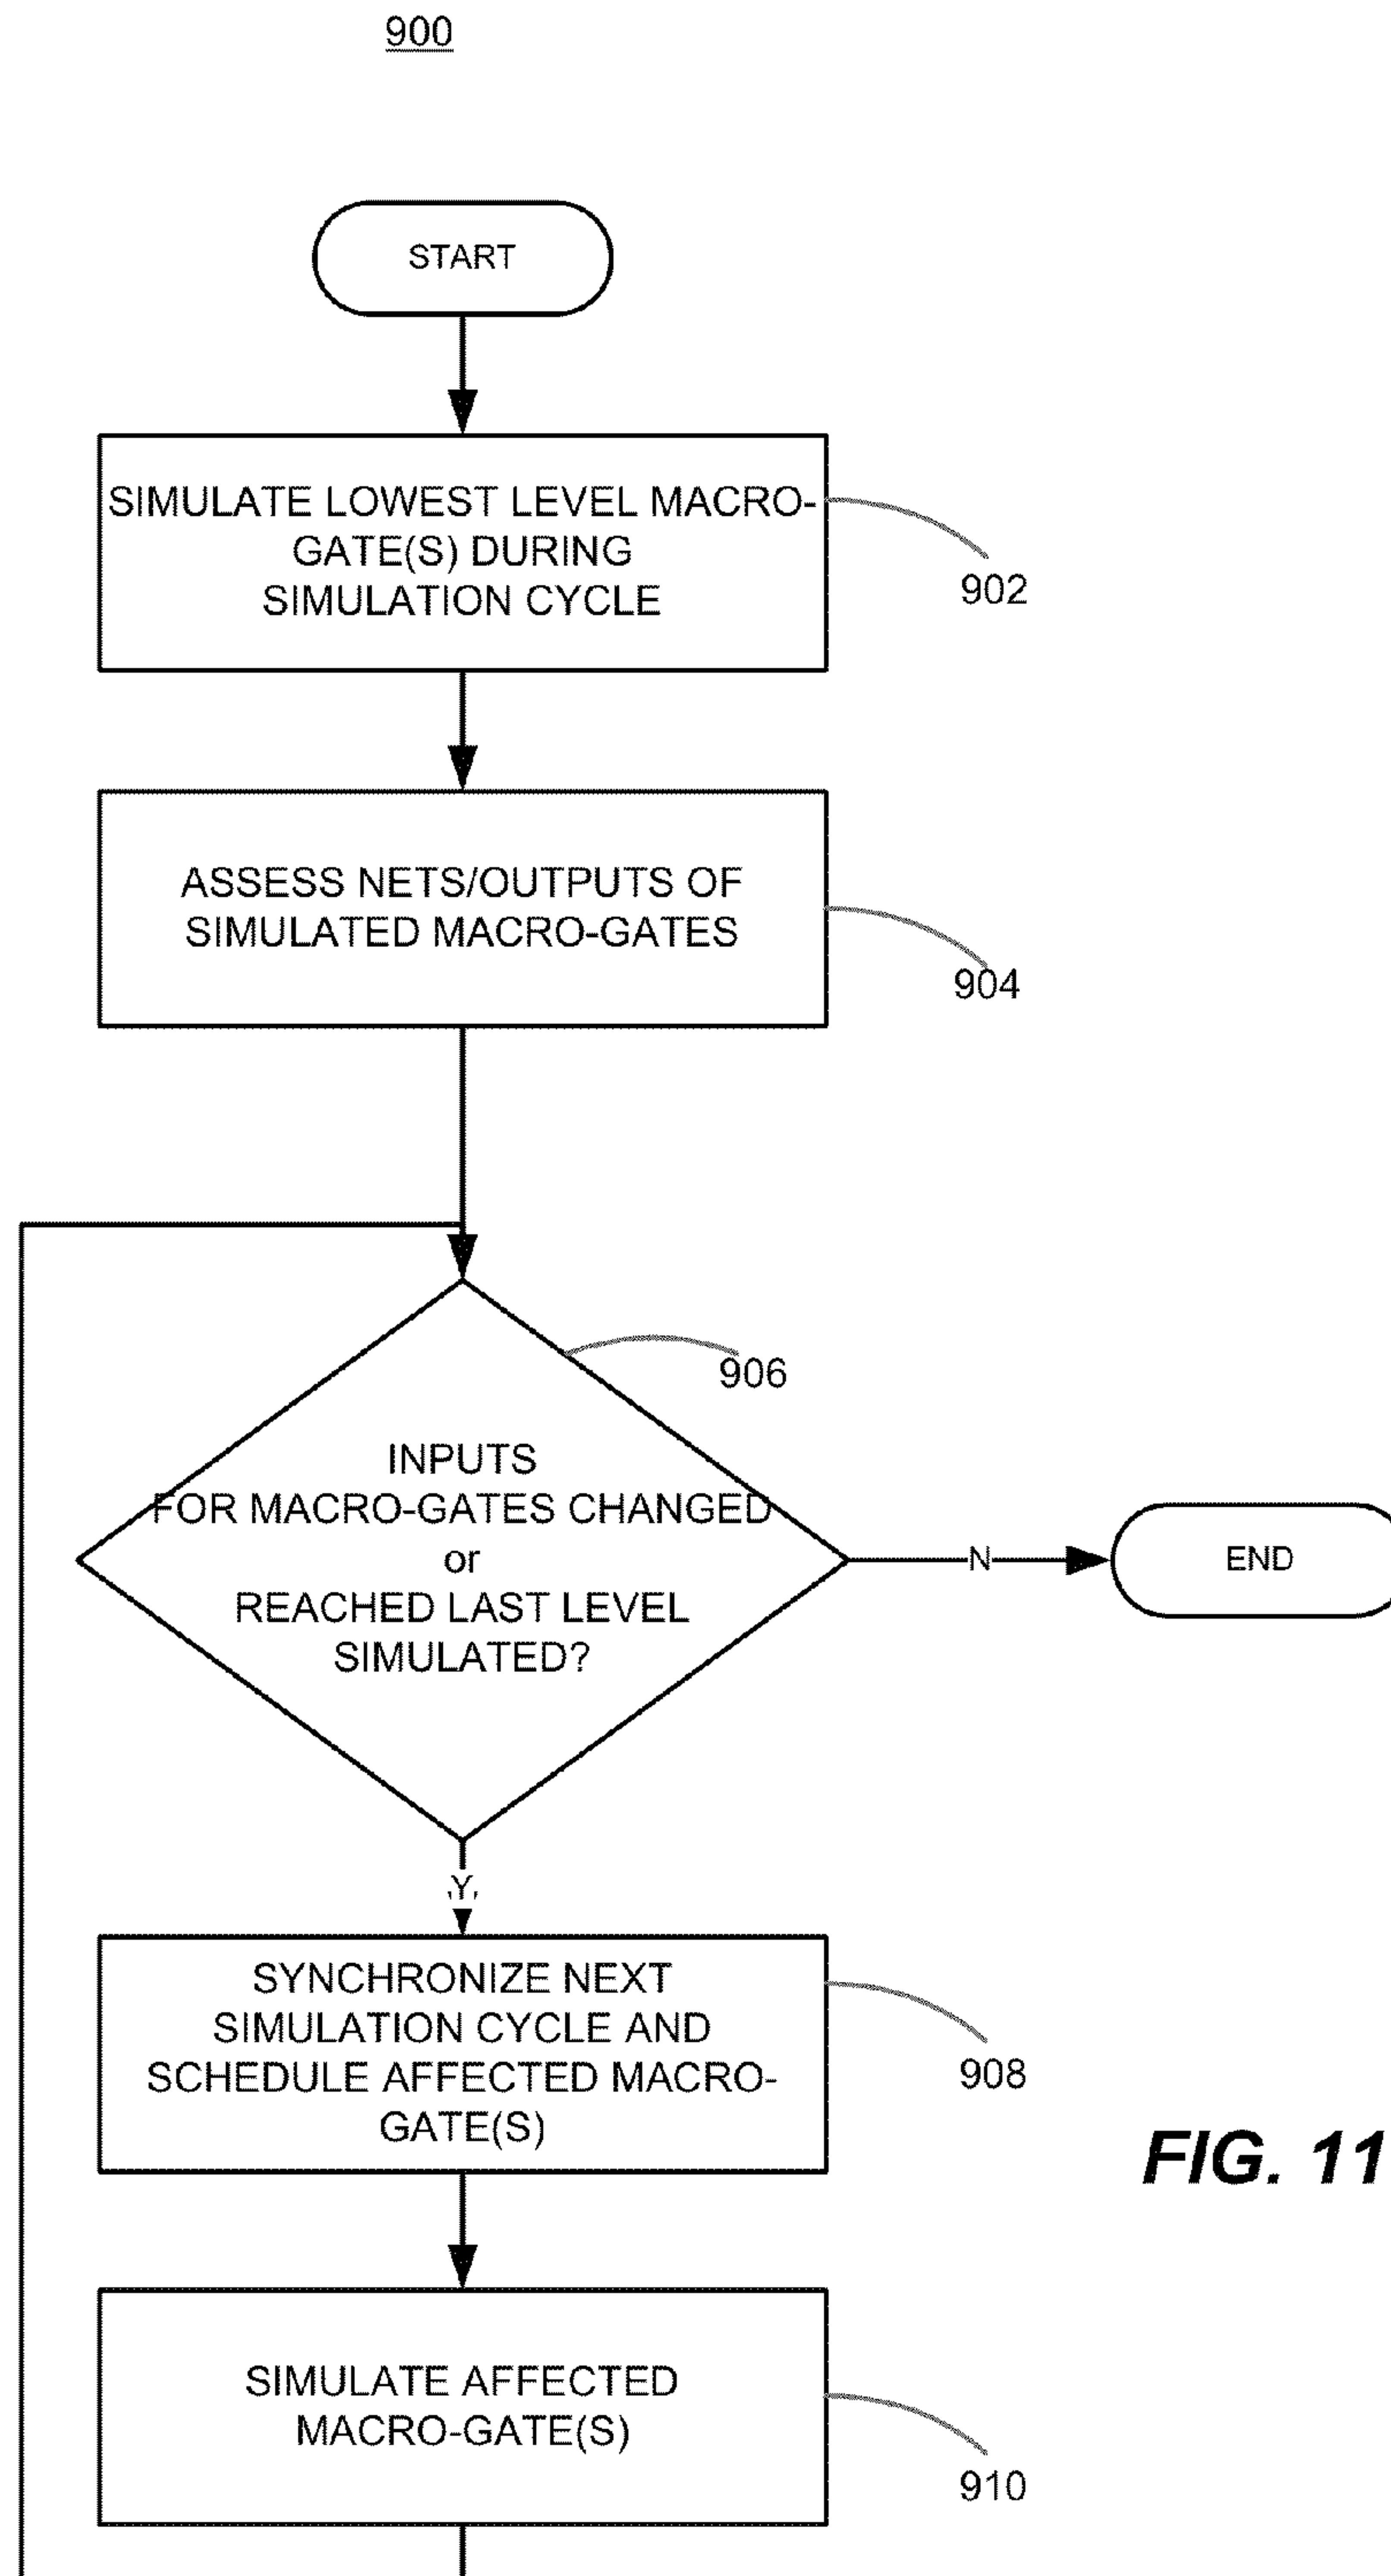 900
START
SIMULATE LOWEST LEVEL MACRO-
GATE(S) DURING
SIMULATION CYCLE
902
ASSESS NETS/OUTPUTS OF
SIMULATED MACRO-GATES
904
906
INPUTS
FOR MACRO-GATES CHANGED
or
REACHED LAST LEVEL
SIMULATED?
N
END
Y
SYNCHRONIZE NEXT
SIMULATION CYCLE AND
SCHEDULE AFFECTED MACRO-
GATE(S)
908
FIG. 11
SIMULATE AFFECTED
MACRO-GATE(S)
910